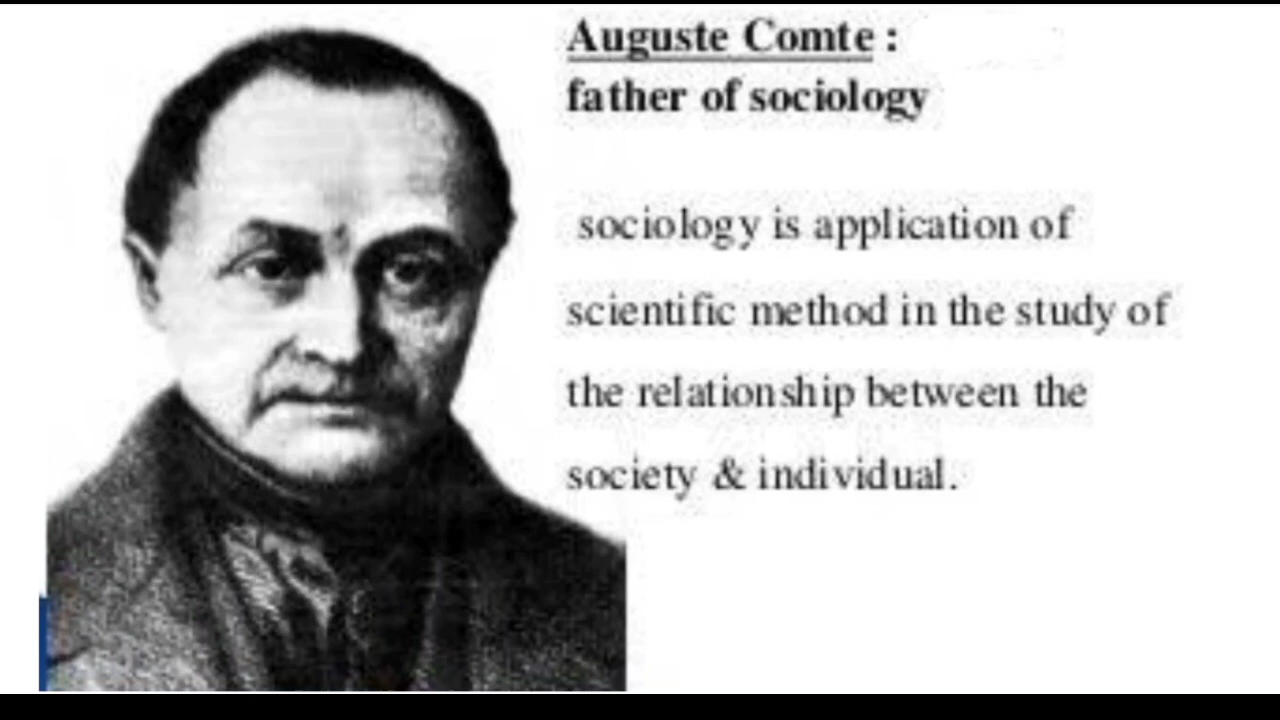 Auguste Comte :
father of sociology
sociology is application of
scientific method in the study of
the relationship between the
society & individual.